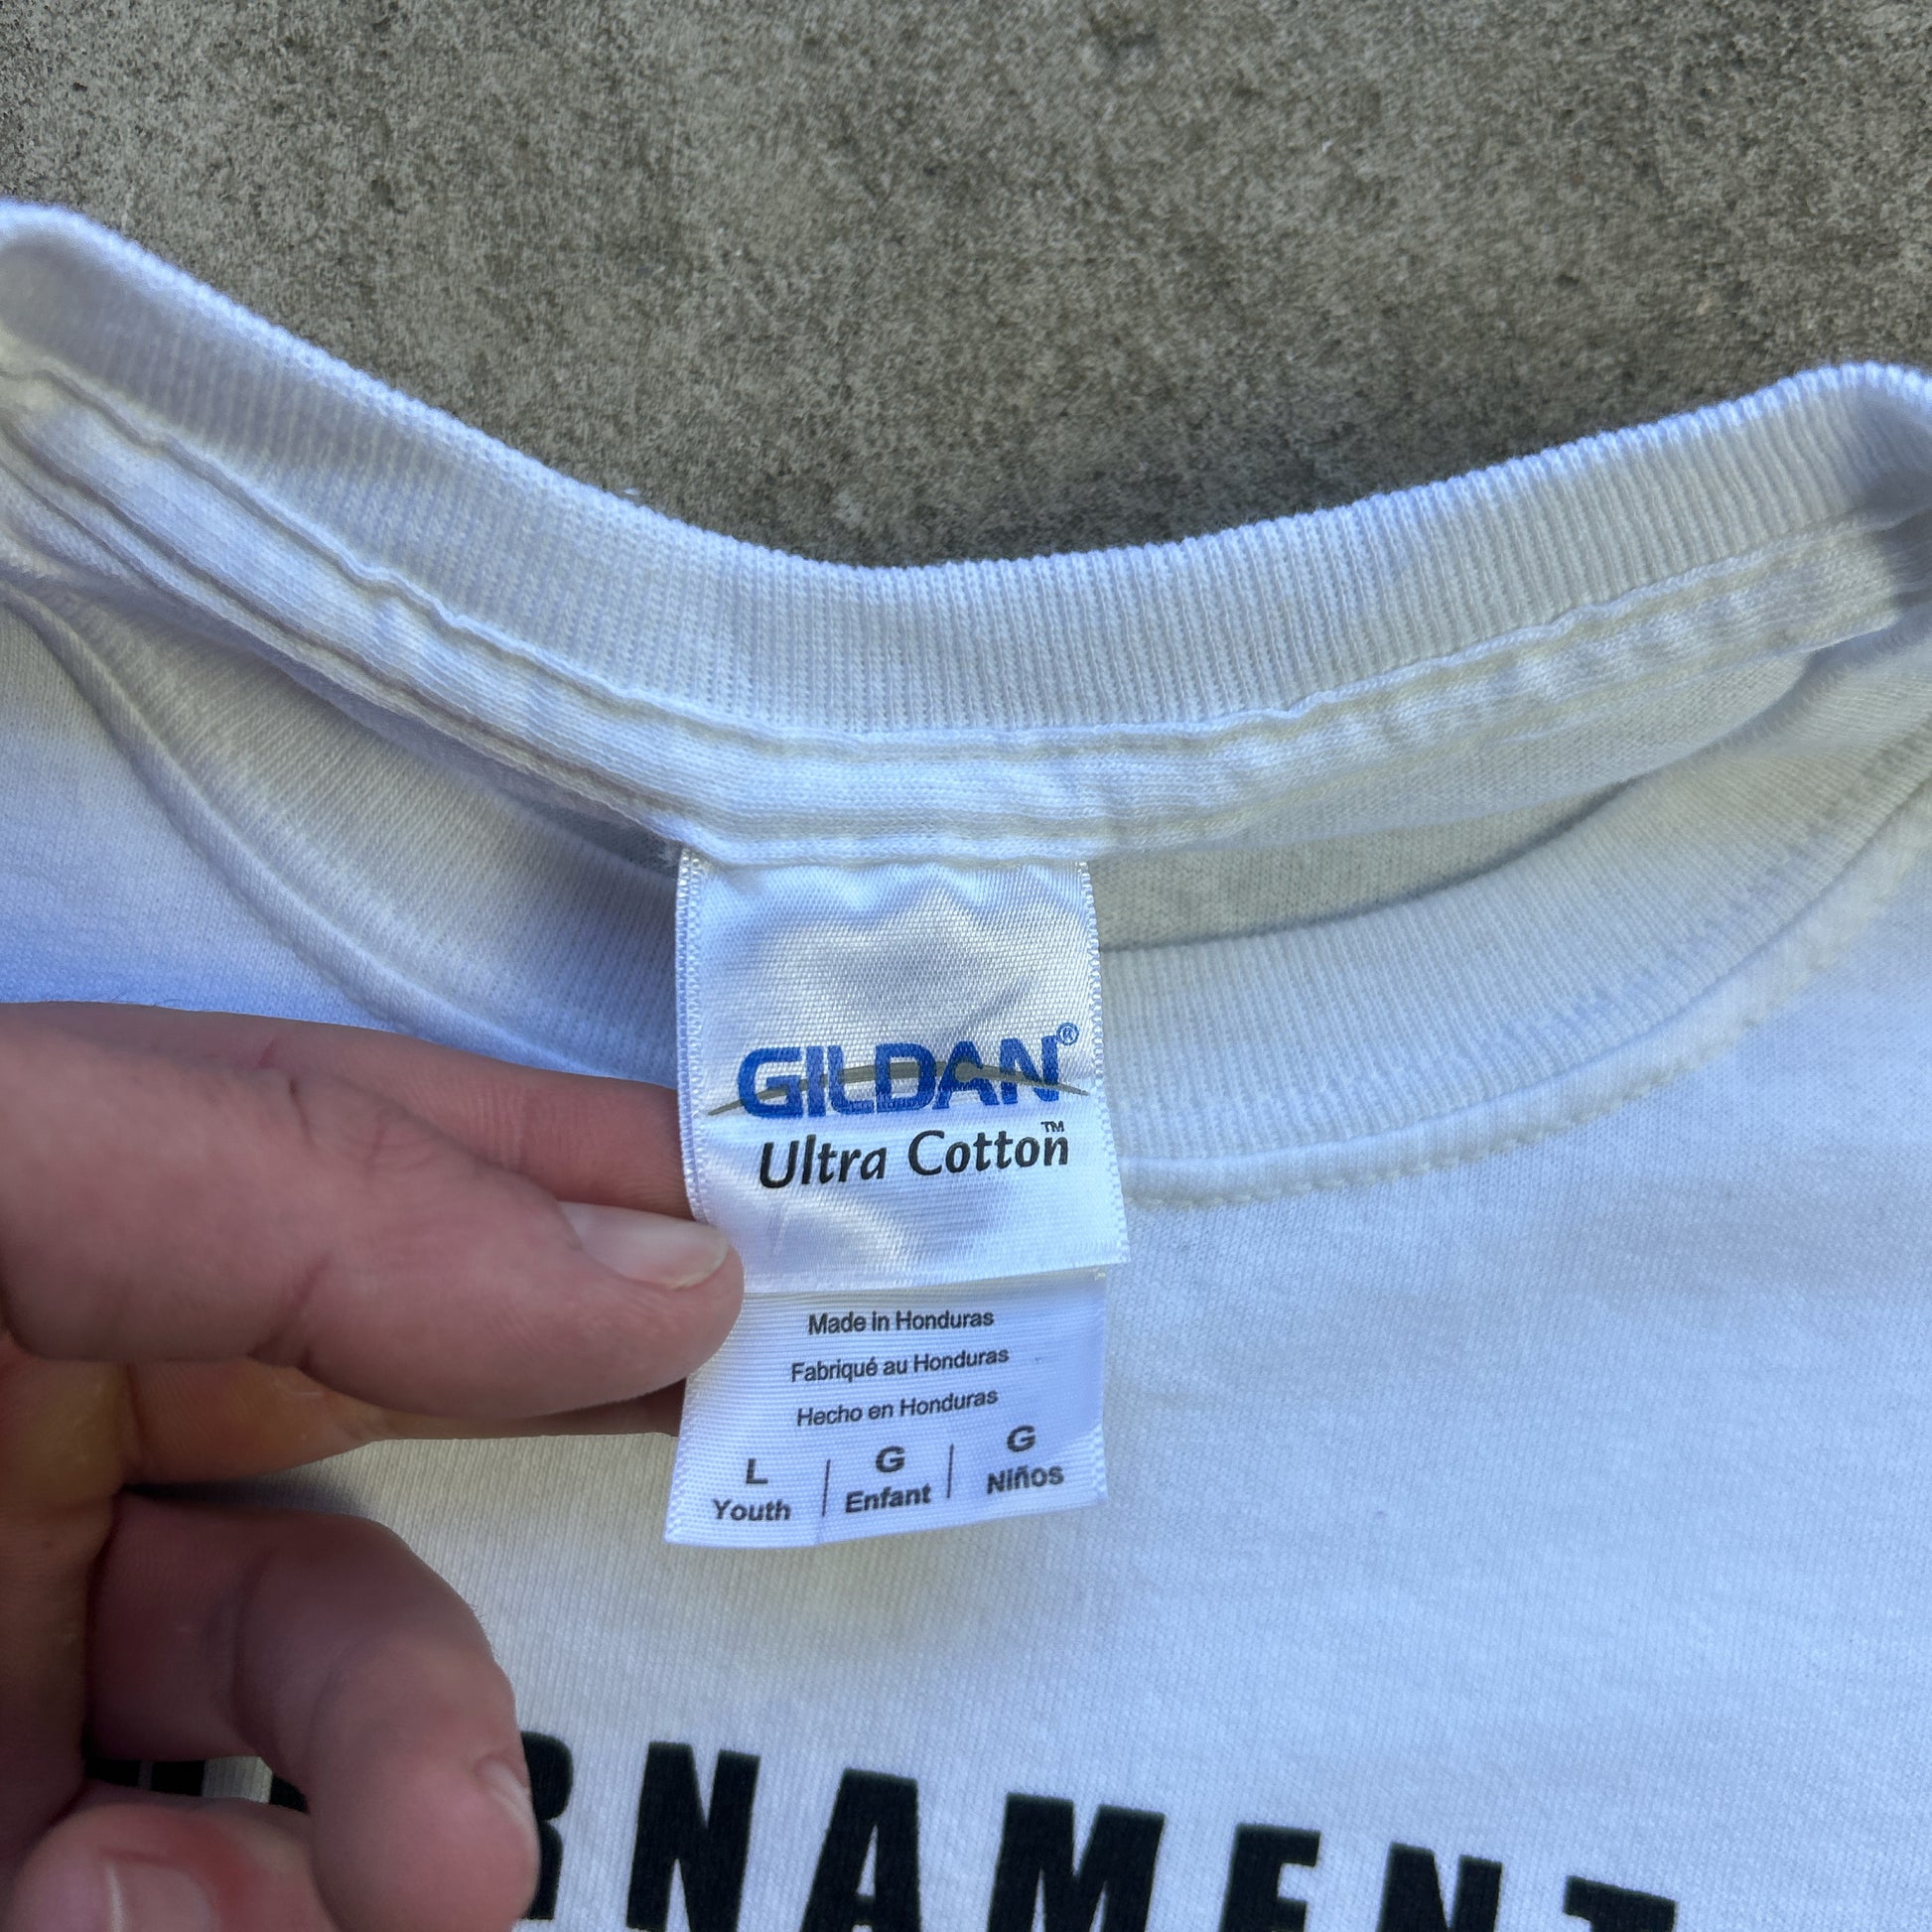 GILDAN®
Ultra Cotton™
Made in Honduras
Fabriqué au Honduras
Hecho en Honduras
L | G | G
Youth | Enfant | Niños
RNAMENT